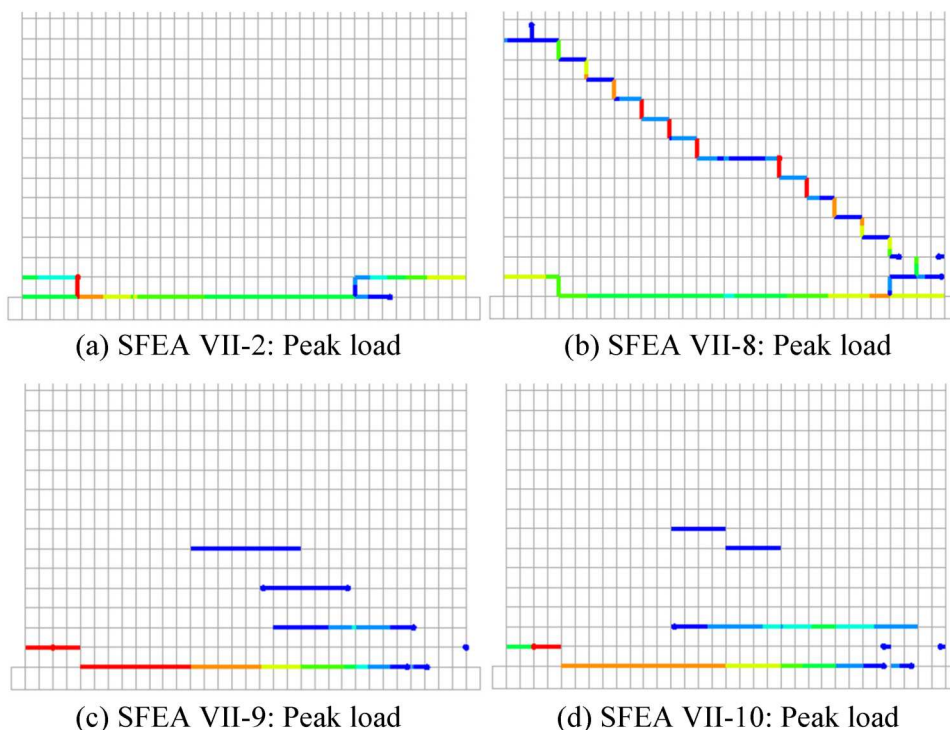 (a) SFEA VII-2: Peak load
(b) SFEA VII-8: Peak load
(c) SFEA VII-9: Peak load
(d) SFEA VII-10: Peak load